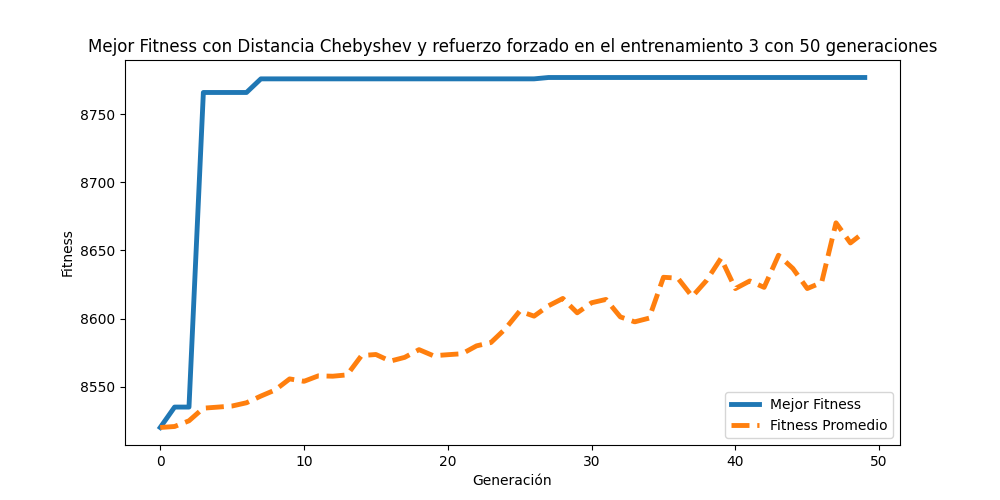 Mejor Fitness con Distancia Chebyshev y refuerzo forzado en el entrenamiento 3 con 50 generaciones
Fitness
8750
8700
8650
8600
8550
0
10
20
30
40
50
Generación
Mejor Fitness
Fitness Promedio